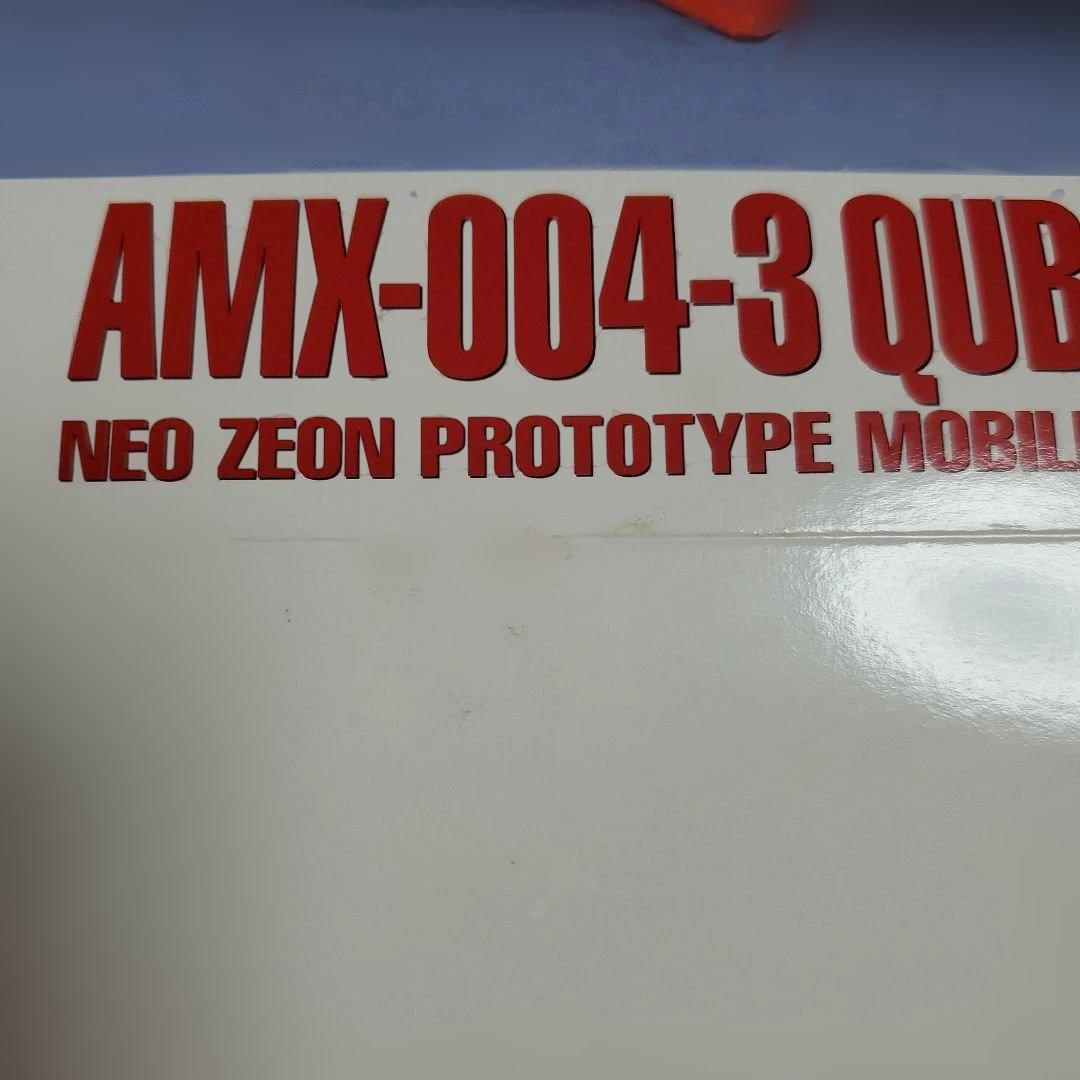 AMX-004-3 QUB
NEO ZEON PROTOTYPE MOBIL